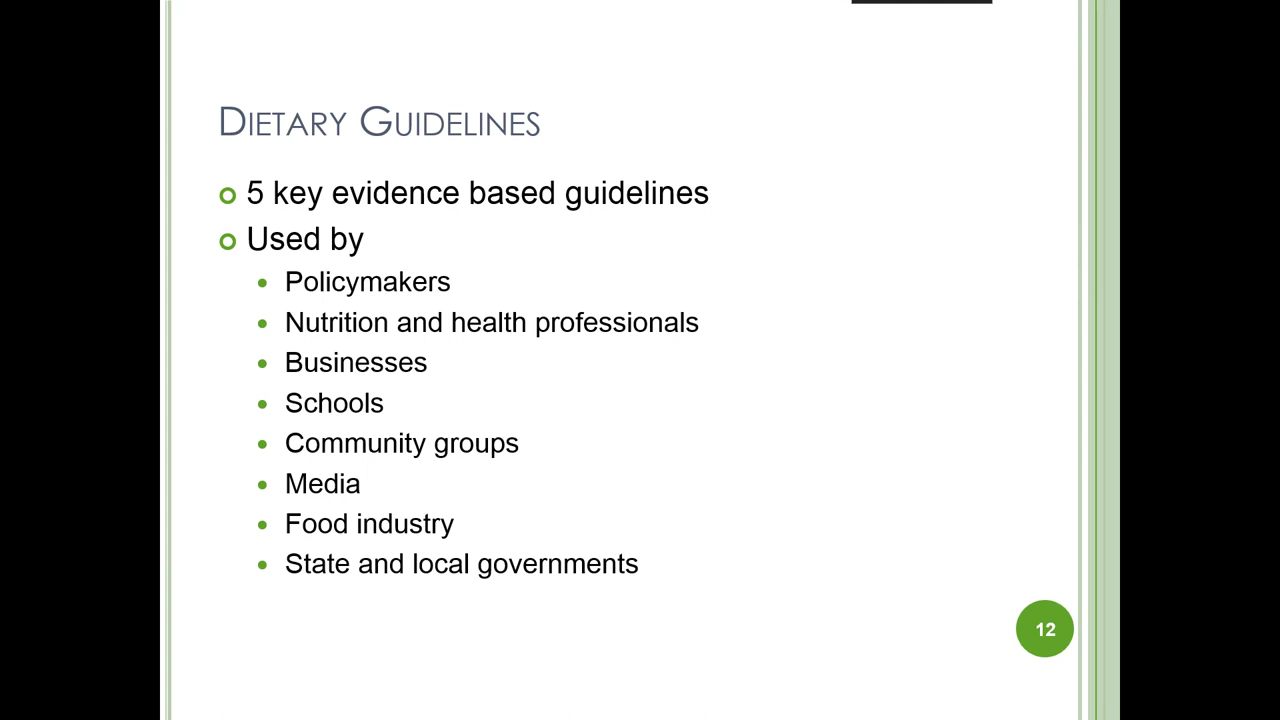 Dietary Guidelines
5 key evidence based guidelines
Used by
Policymakers
Nutrition and health professionals
Businesses
Schools
Community groups
Media
Food industry
State and local governments
12